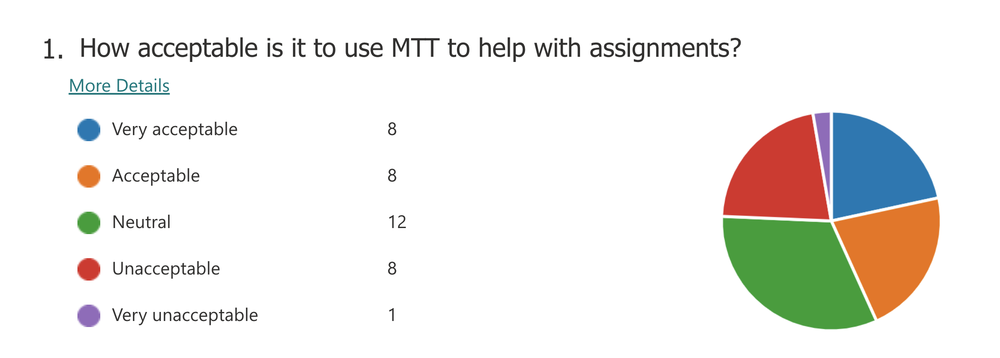 1. How acceptable is it to use MTT to help with assignments?
More Details
Very acceptable 8
Acceptable 8
Neutral 12
Unacceptable 8
Very unacceptable 1